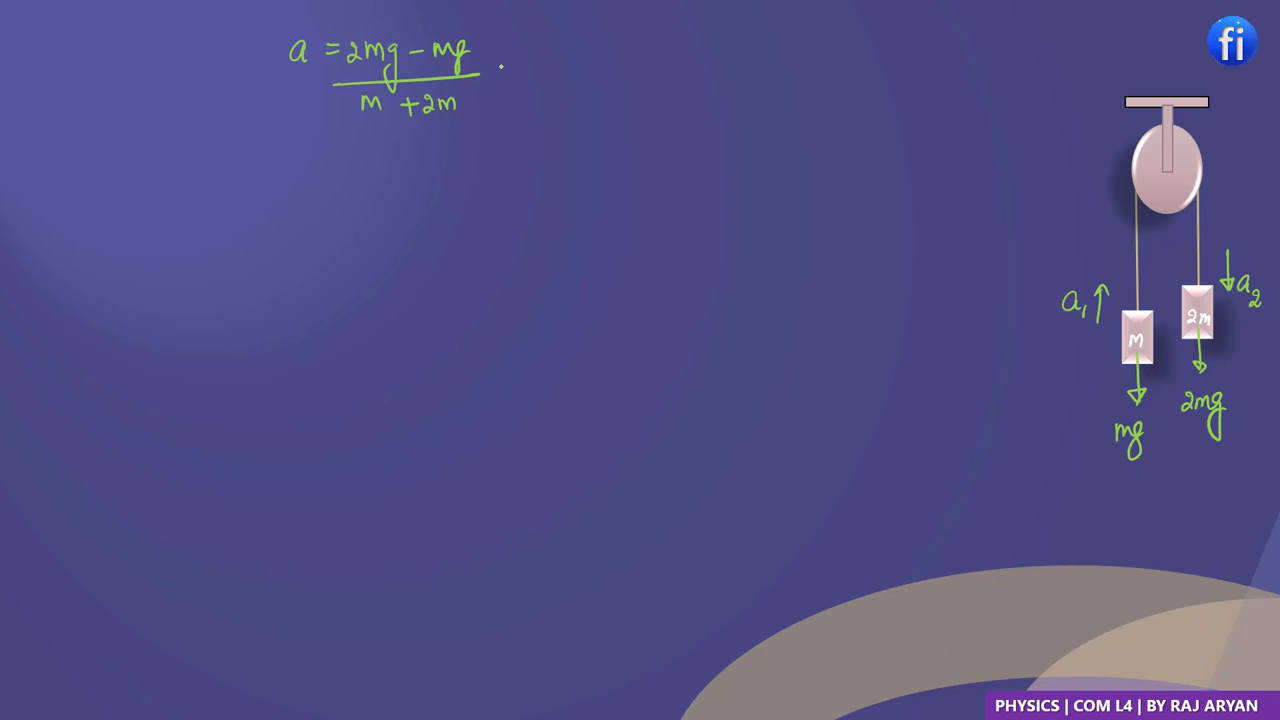 a = 2mg - mg
m + 2m
fi
a₁
a₂
m
2m
mg
2mg
PHYSICS | COM L4 | BY RAJ ARYAN